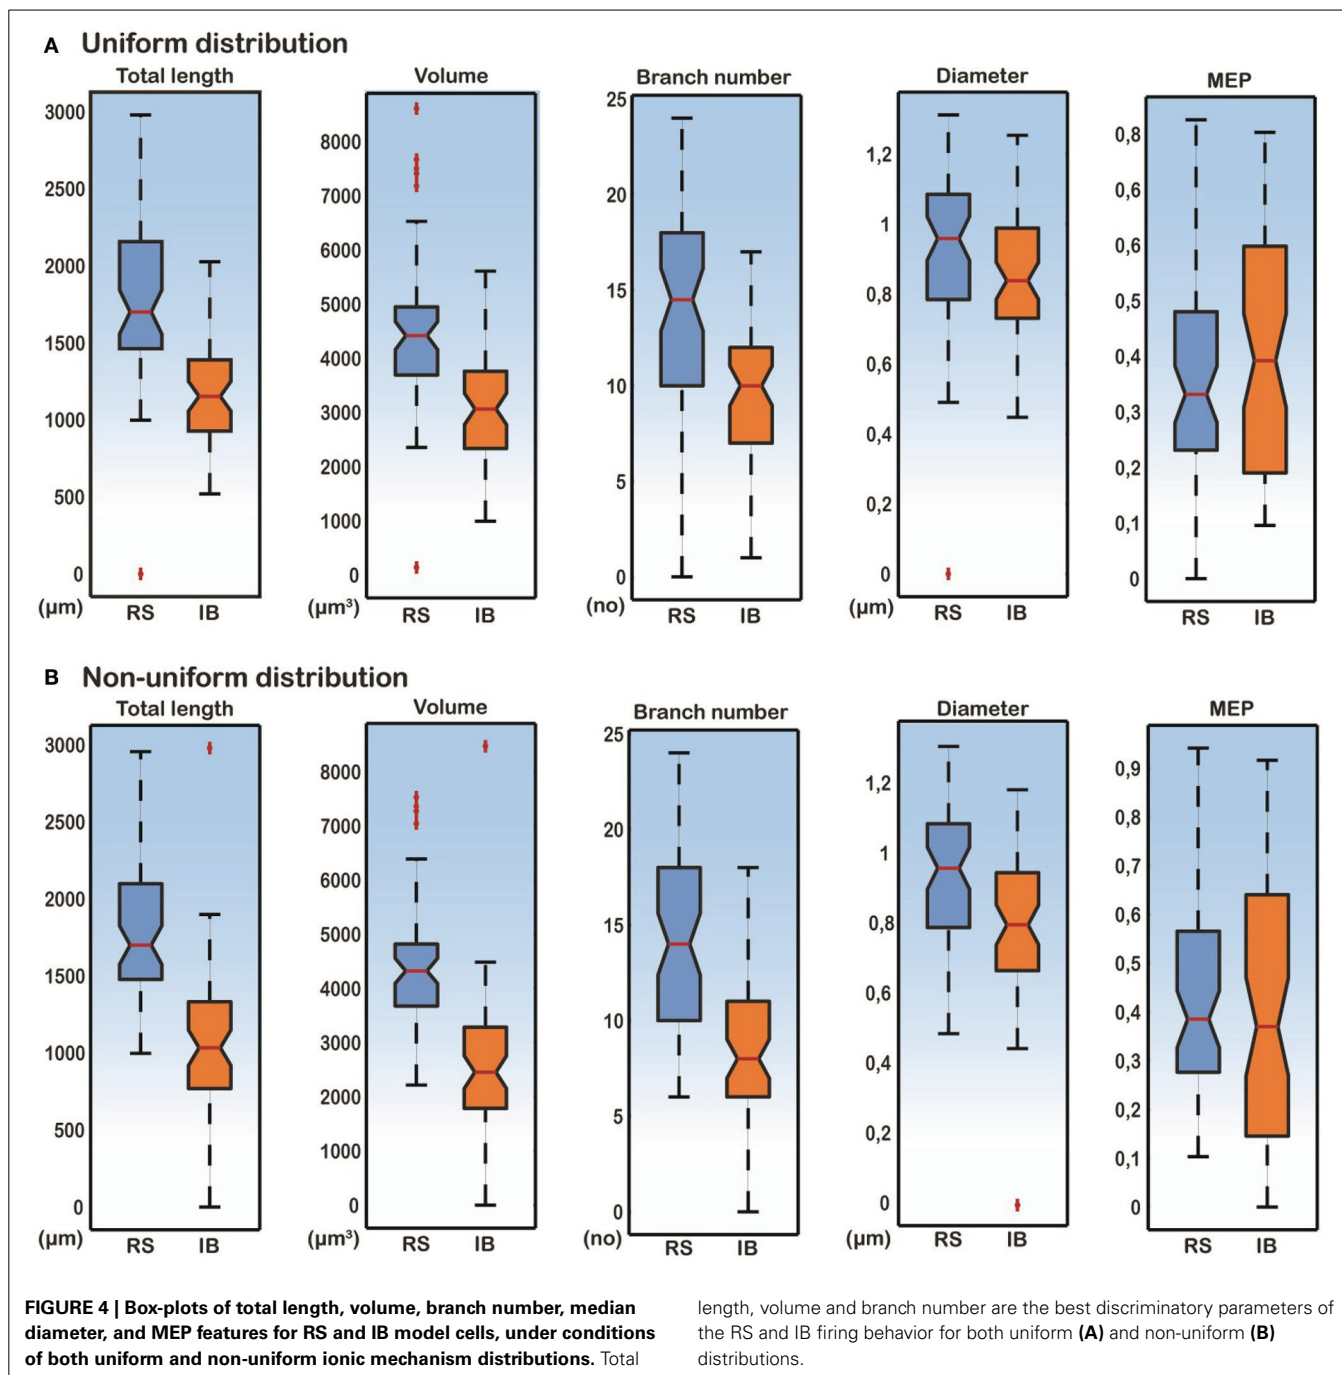 A Uniform distribution
Total length
Volume
Branch number
Diameter
MEP
3000
2500
2000
1500
1000
500
0
(µm)
RS IB
8000
7000
6000
5000
4000
3000
2000
1000
0
(µm³)
RS IB
25
20
15
10
5
0
(no)
RS IB
1,2
1
0,8
0,6
0,4
0,2
0
(µm)
RS IB
0,8
0,6
0,6
0,5
0,4
0,3
0,2
0,1
0
RS IB
B Non-uniform distribution
Total length
Volume
Branch number
Diameter
MEP
3000
2500
2000
1500
1000
500
0
(µm)
RS IB
8000
7000
6000
5000
4000
3000
2000
1000
0
(µm³)
RS IB
25
20
14
10
5
0
(no)
RS IB
1,2
1
0,8
0,6
0,4
0,2
0
(µm)
RS IB
0,9
0,8
0,7
0,6
0,5
0,4
0,3
0,2
0,1
0
RS IB
FIGURE 4 | Box-plots of total length, volume, branch number, median
diameter, and MEP features for RS and IB model cells, under conditions
of both uniform and non-uniform ionic mechanism distributions. Total
length, volume and branch number are the best discriminatory parameters of
the RS and IB firing behavior for both uniform (A) and non-uniform (B)
distributions.